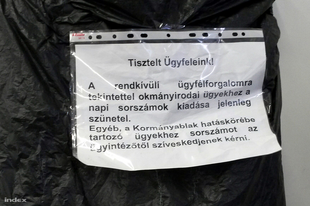 Tisztelt Ügyfeleink!
A rendkívüli ügyfélforgalomra
tekintettel okmányirodai ügyekhez a
napi sorszámok kiadása jelenleg
szünetel.
Egyéb, a Kormányablak hatáskörébe
tartozó ügyekhez sorszámot az
ügyintézőtől szíveskedjenek kérni.
index